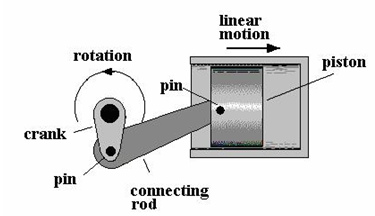 linear
motion
rotation
piston
pin
crank
pin
connecting
rod